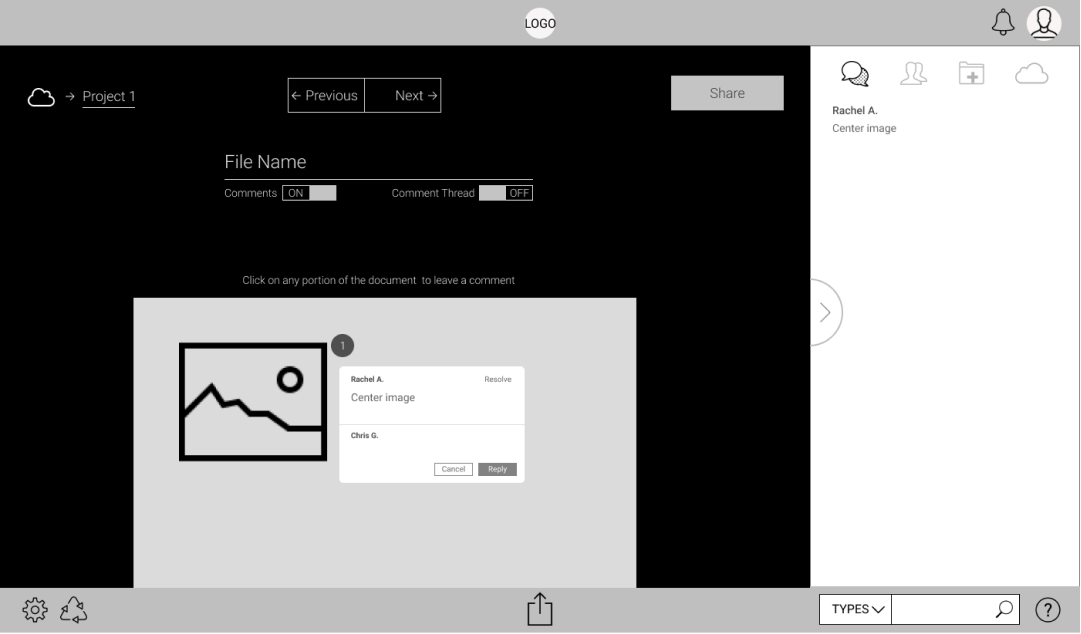 LOGO
→ Project 1
← Previous
Next →
Share
File Name
Comments ON
Comment Thread OFF
Click on any portion of the document to leave a comment
1
Rachel A.
Resolve
Center image
Chris G.
Cancel
Reply
Rachel A.
Center image
TYPES
?